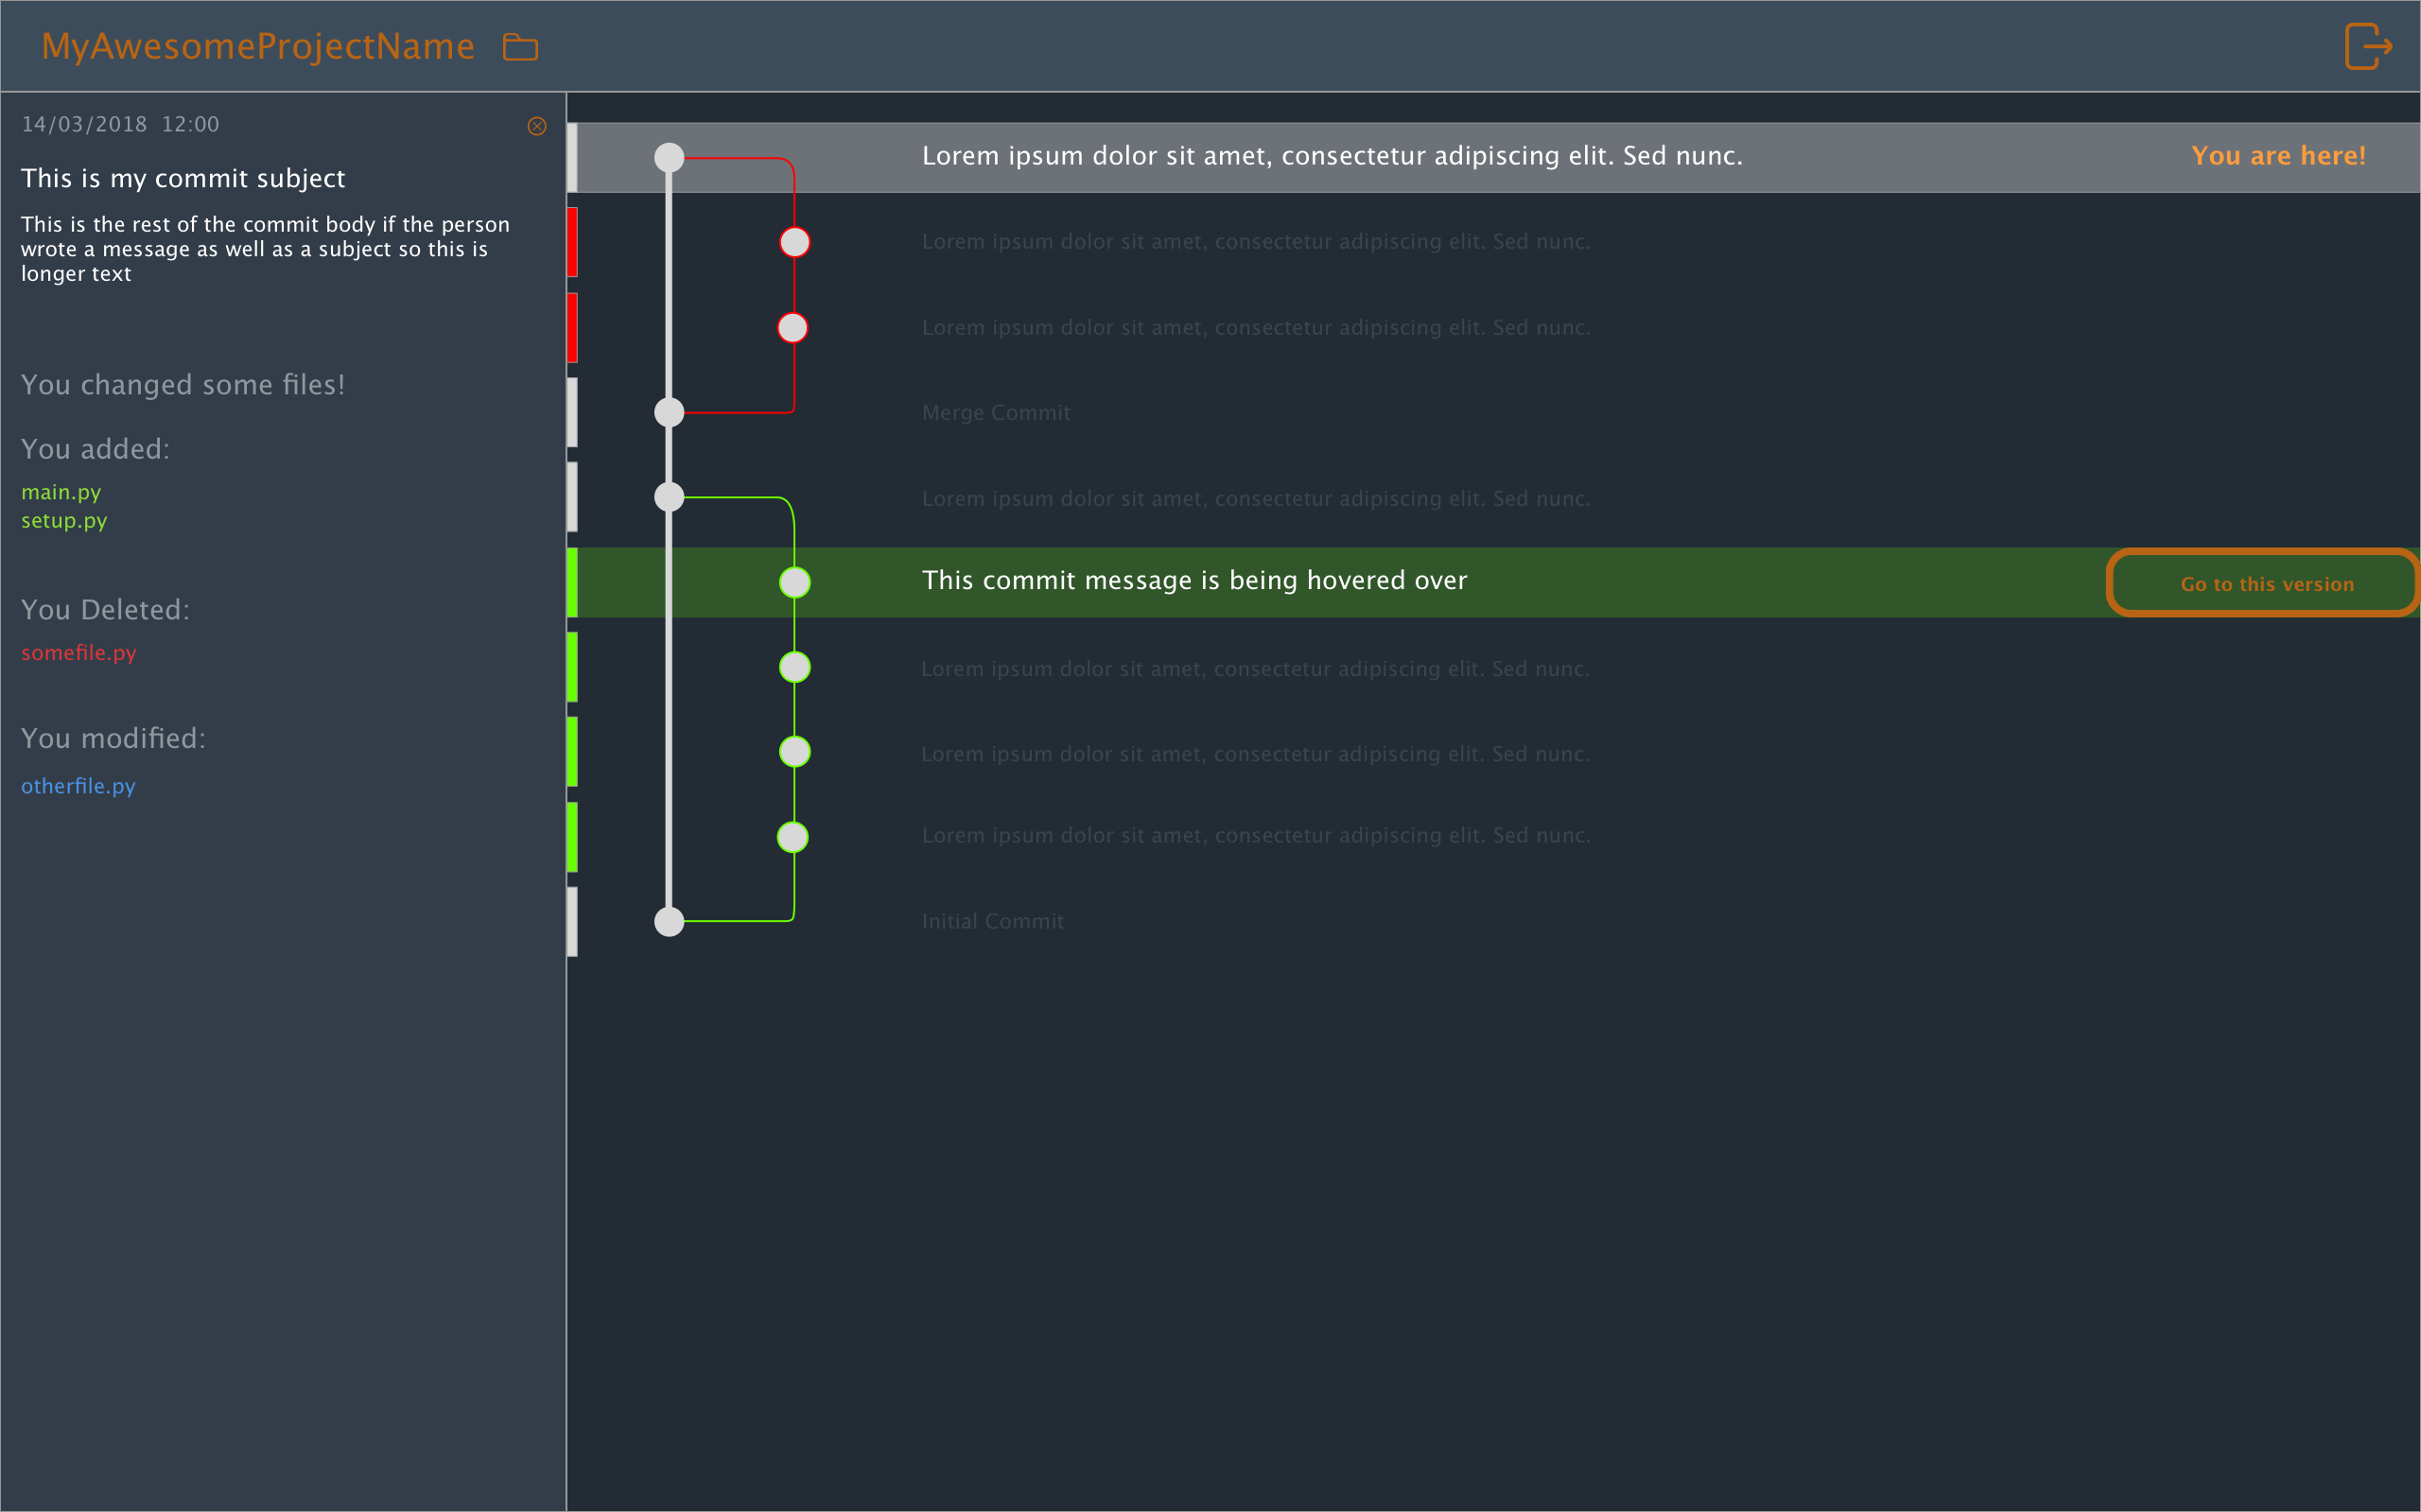 MyAwesomeProjectName
14/03/2018  12:00
This is my commit subject
This is the rest of the commit body if the person
wrote a message as well as a subject so this is
longer text
You changed some files!
You added:
main.py
setup.py
You Deleted:
somefile.py
You modified:
otherfile.py
Lorem ipsum dolor sit amet, consectetur adipiscing elit. Sed nunc. You are here!
Lorem ipsum dolor sit amet, consectetur adipiscing elit. Sed nunc.
Lorem ipsum dolor sit amet, consectetur adipiscing elit. Sed nunc.
Merge Commit
Lorem ipsum dolor sit amet, consectetur adipiscing elit. Sed nunc.
This commit message is being hovered over Go to this version
Lorem ipsum dolor sit amet, consectetur adipiscing elit. Sed nunc.
Lorem ipsum dolor sit amet, consectetur adipiscing elit. Sed nunc.
Lorem ipsum dolor sit amet, consectetur adipiscing elit. Sed nunc.
Initial Commit